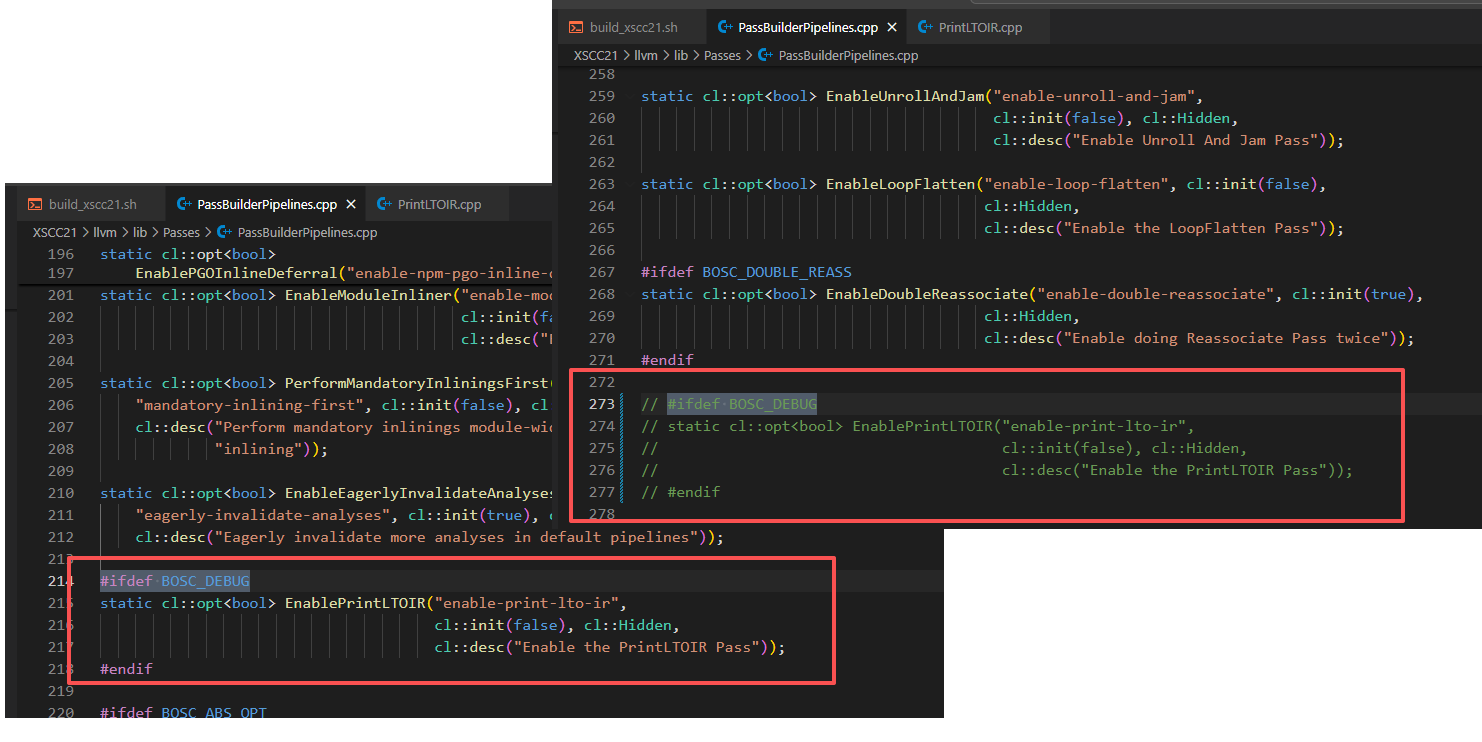 build_xscc21.sh PassBuilderPipelines.cpp PrintLTOIR.cpp
XSCC21 > llvm > lib > Passes > PassBuilderPipelines.cpp
258
259 static cl::opt<bool> EnableUnrollAndJam("enable-unroll-and-jam",
260 cl::init(false), cl::Hidden,
261 cl::desc("Enable Unroll And Jam Pass"));
262
263 static cl::opt<bool> EnableLoopFlatten("enable-loop-flatten", cl::init(false),
264 cl::Hidden,
265 cl::desc("Enable the LoopFlatten Pass"));
266
267 #ifdef BOSC_DOUBLE_REASS
268 static cl::opt<bool> EnableDoubleReassociate("enable-double-reassociate", cl::init(true),
269 cl::Hidden,
270 cl::desc("Enable doing Reassociate Pass twice"));
271 #endif
272
273 // #ifdef BOSC_DEBUG
274 // static cl::opt<bool> EnablePrintLTOIR("enable-print-lto-ir",
275 // cl::init(false), cl::Hidden,
276 // cl::desc("Enable the PrintLTOIR Pass"));
277 // #endif
278
build_xscc21.sh PassBuilderPipelines.cpp PrintLTOIR.cpp
XSCC21 > llvm > lib > Passes > PassBuilderPipelines.cpp
196 static cl::opt<bool>
197 EnablePGOInlineDeferral("enable-npm-pgo-inline-
201 static cl::opt<bool> EnableModuleInliner("enable-mo
202 cl::init(f
203 cl::desc("
204
205 static cl::opt<bool> PerformMandatoryInliningsFirst(
206 "mandatory-inlining-first", cl::init(false), cl
207 cl::desc("Perform mandatory inlinings module-wi
208 "inlining"));
209
210 static cl::opt<bool> EnableEagerlyInvalidateAnalyses
211 "eagerly-invalidate-analyses", cl::init(true),
212 cl::desc("Eagerly invalidate more analyses in default pipelines"));
213
214 #ifdef BOSC_DEBUG
215 static cl::opt<bool> EnablePrintLTOIR("enable-print-lto-ir",
216 cl::init(false), cl::Hidden,
217 cl::desc("Enable the PrintLTOIR Pass"));
218 #endif
219
220 #ifdef BOSC_ABS_OPT